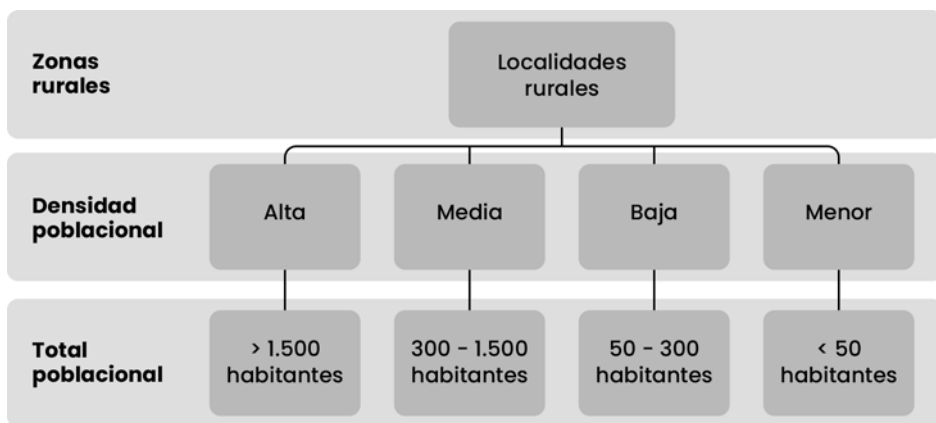 Zonas
rurales
Localidades
rurales
Densidad
poblacional
Alta
Media
Baja
Menor
Total
poblacional
> 1.500
habitantes
300 - 1.500
habitantes
50 - 300
habitantes
< 50
habitantes